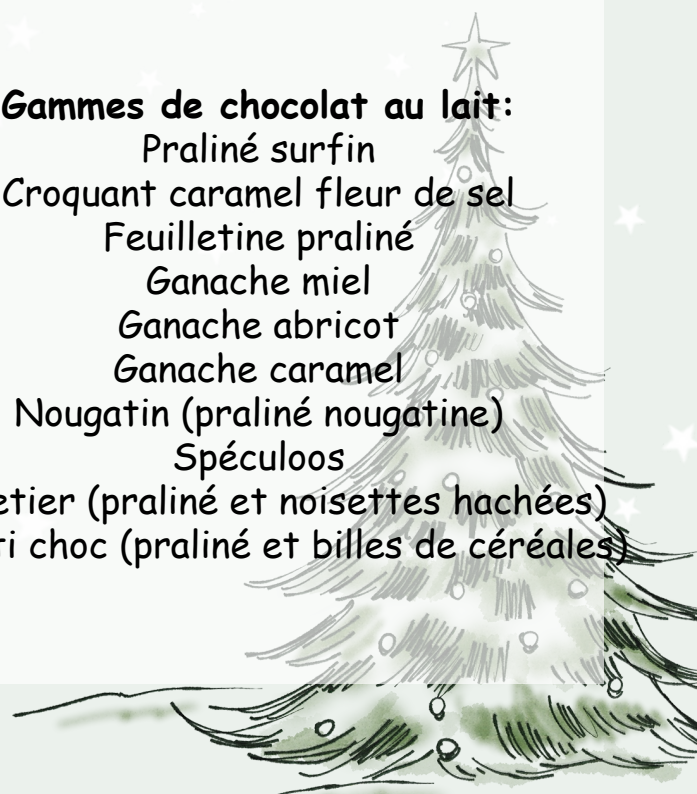 Gammes de chocolat au lait:
Praliné surfin
Croquant caramel fleur de sel
Feuilletine praliné
Ganache miel
Ganache abricot
Ganache caramel
Nougatin (praliné nougatine)
Spéculoos
(praliné et noisettes hachées)
choc (praliné et billes de céréales)